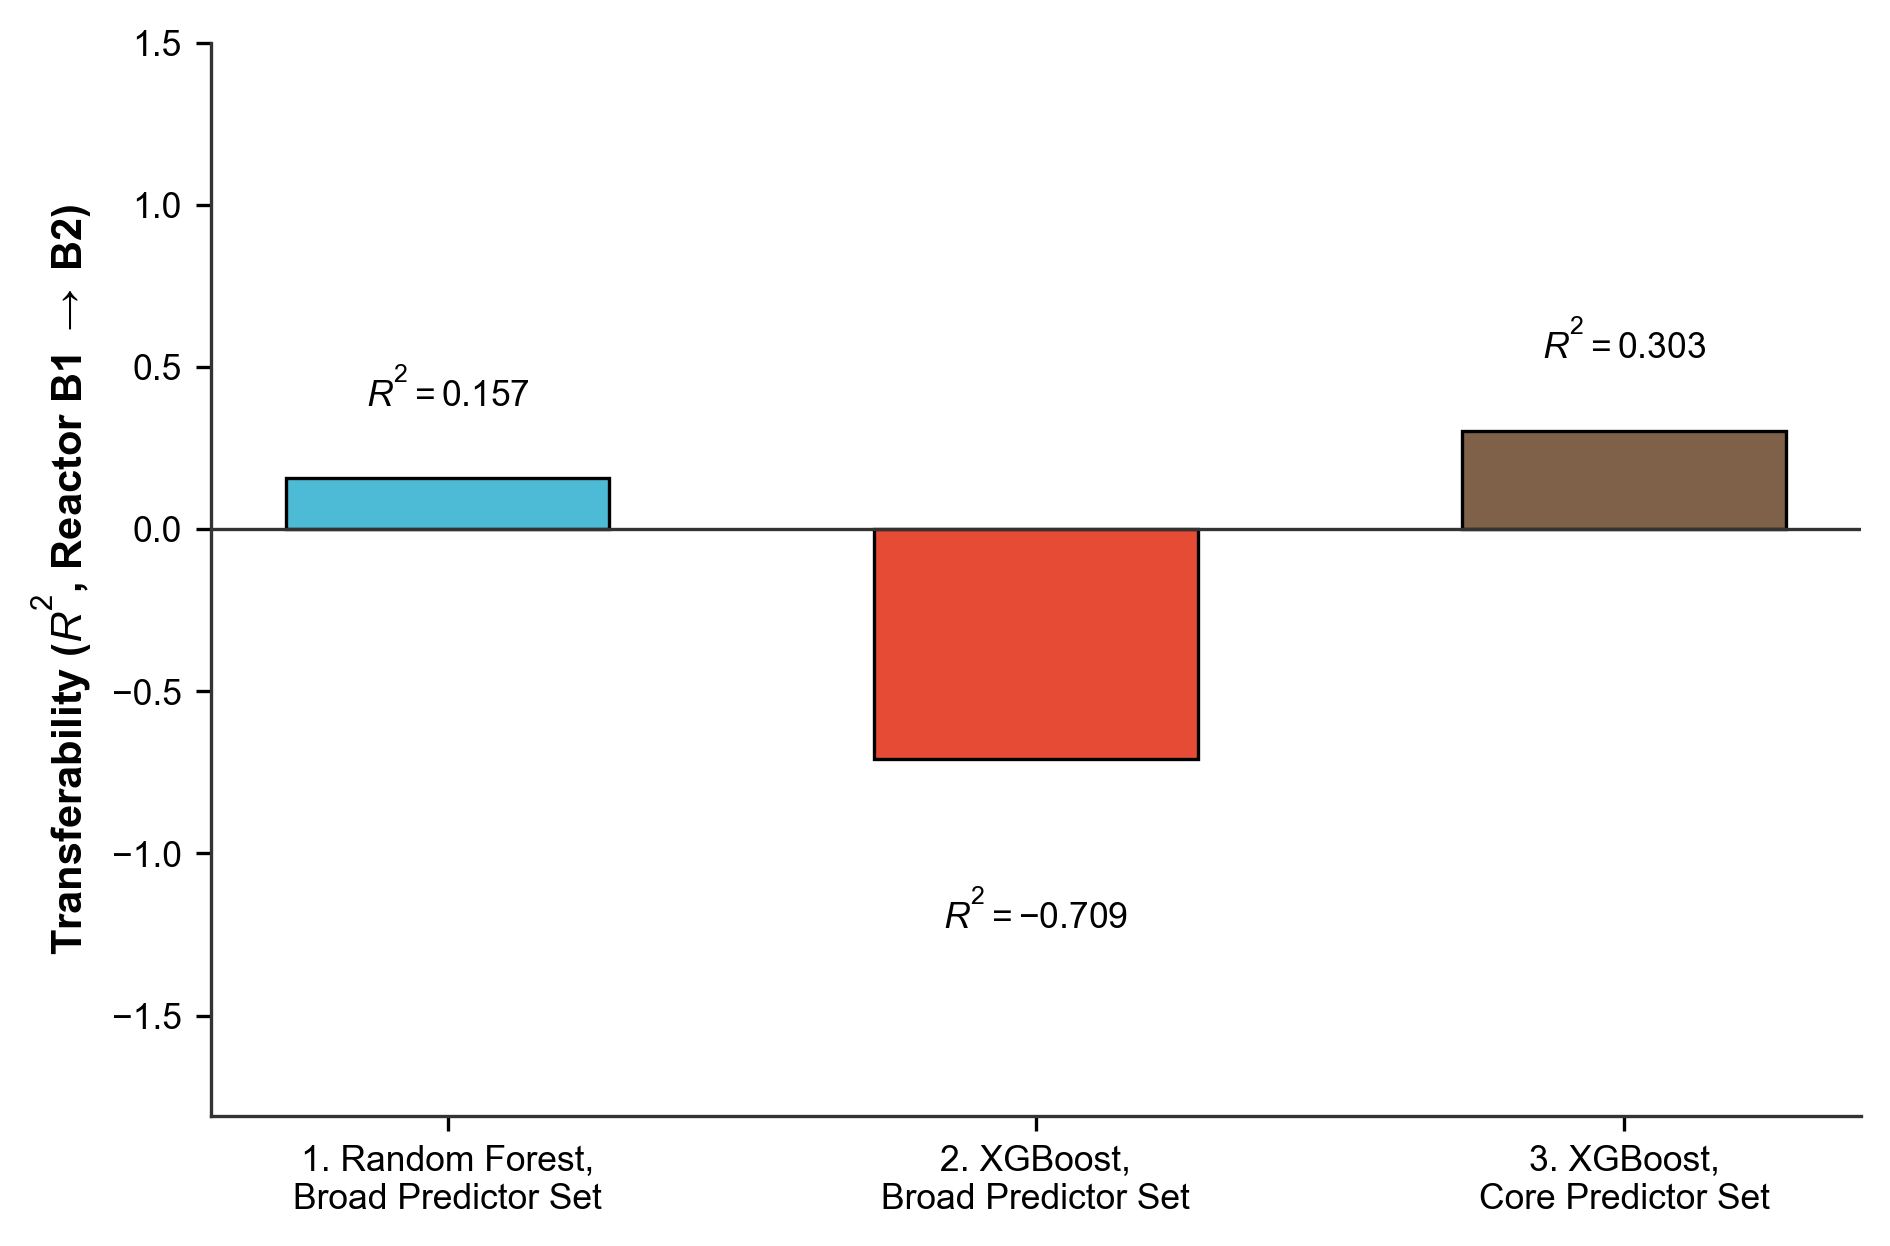 Transferability (R², Reactor B1 → B2)
1.5
1.0
0.5
0.0
−0.5
−1.0
−1.5
R² = 0.157
R² = −0.709
R² = 0.303
1. Random Forest,
Broad Predictor Set
2. XGBoost,
Broad Predictor Set
3. XGBoost,
Core Predictor Set